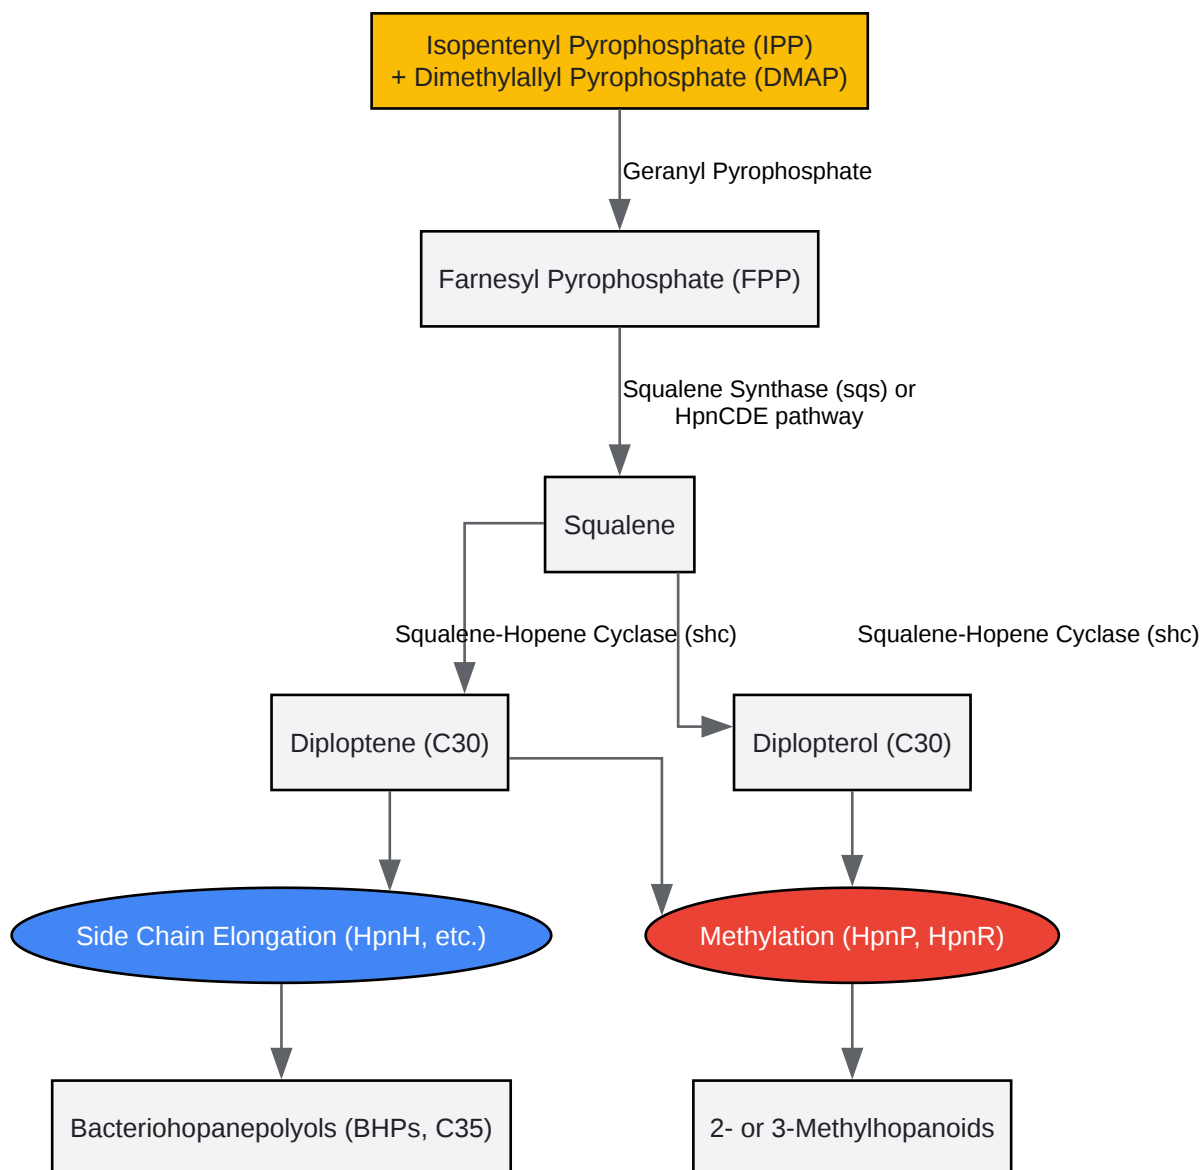 Isopentenyl Pyrophosphate (IPP)
+ Dimethylallyl Pyrophosphate (DMAP)
Geranyl Pyrophosphate
Farnesyl Pyrophosphate (FPP)
Squalene Synthase (sqs) or
HpnCDE pathway
Squalene
Squalene-Hopene Cyclase (shc)
Squalene-Hopene Cyclase (shc)
Diploptene (C30)
Diplopterol (C30)
Side Chain Elongation (HpnH, etc.)
Methylation (HpnP, HpnR)
Bacteriohopanepolyols (BHPs, C35)
2- or 3-Methylhopanoids